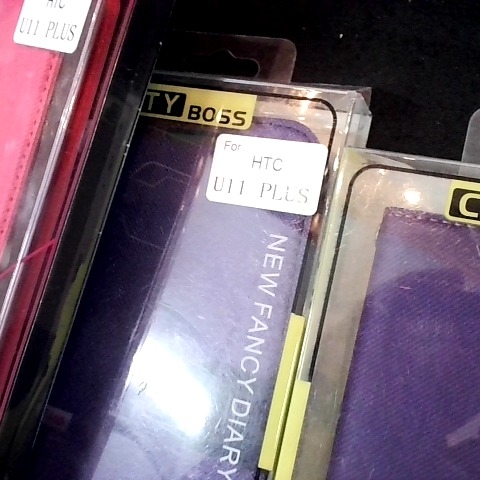 HTC
U11 PLUS
TY BOSS
For
HTC
U11 PLUS
NEW FANCY DIARY
C